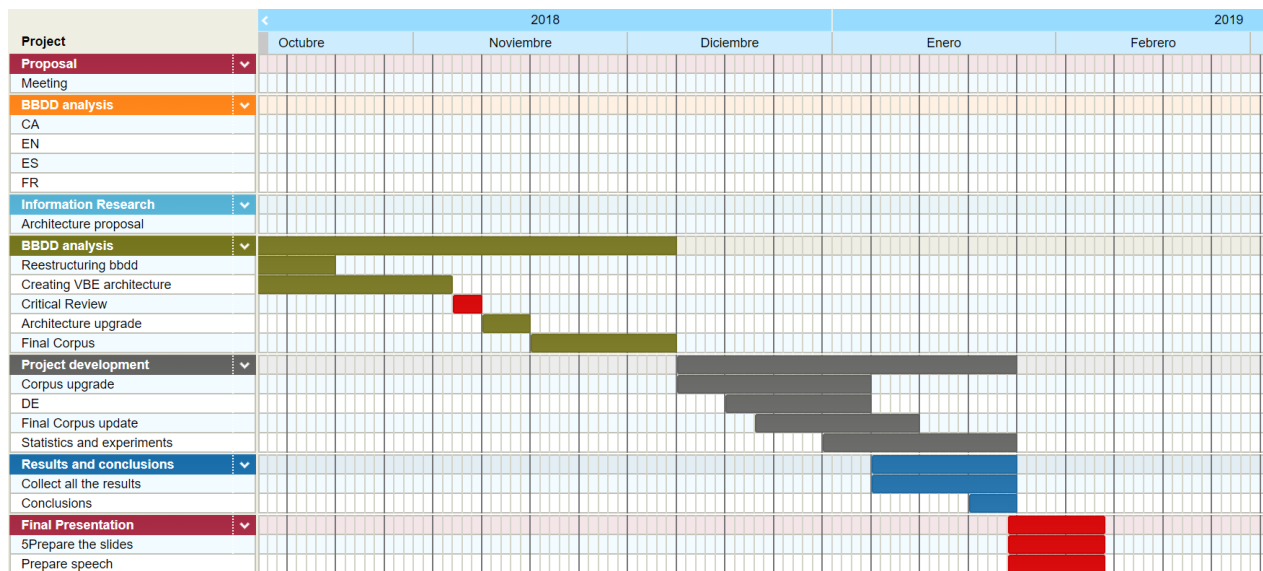 2018
2019
Project
Octubre
Noviembre
Diciembre
Enero
Febrero
Proposal
Meeting
BBDD analysis
CA
EN
ES
FR
Information Research
Architecture proposal
BBDD analysis
Reestructuring bbdd
Creating VBE architecture
Critical Review
Architecture upgrade
Final Corpus
Project development
Corpus upgrade
DE
Final Corpus update
Statistics and experiments
Results and conclusions
Collect all the results
Conclusions
Final Presentation
5Prepare the slides
Prepare speech